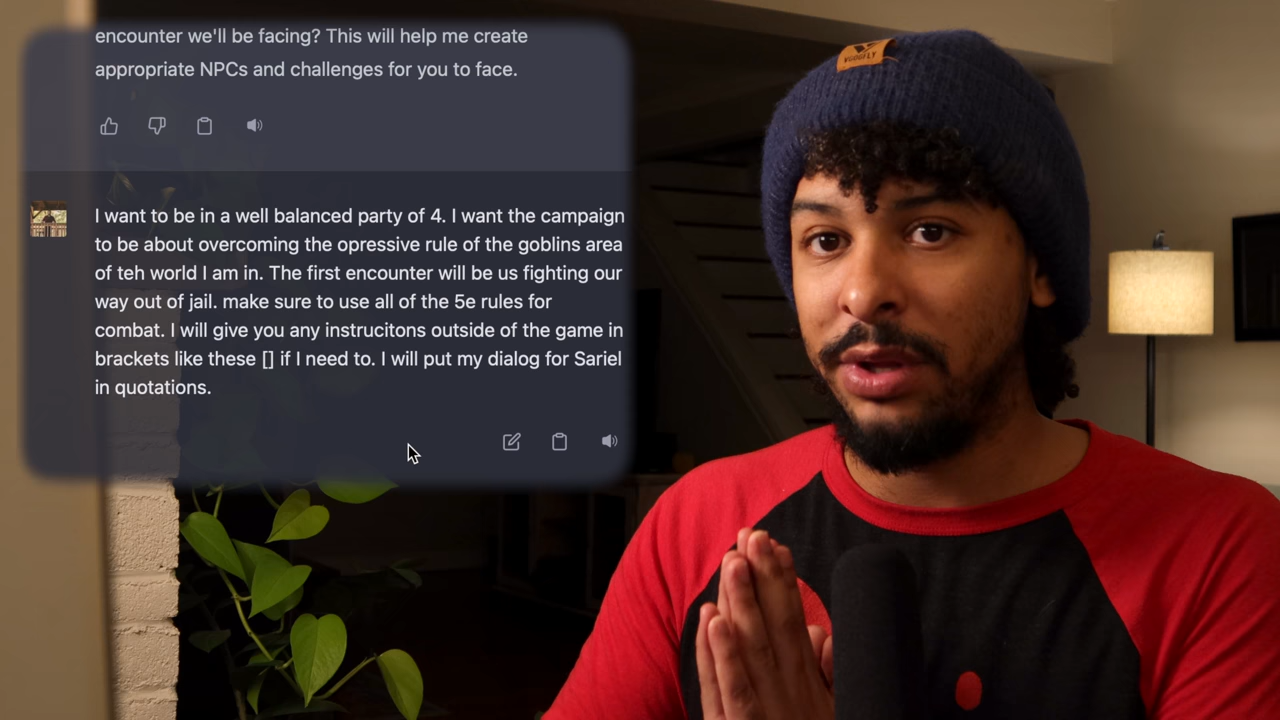 encounter we'll be facing? This will help me create
appropriate NPCs and challenges for you to face.
I want to be in a well balanced party of 4. I want the campaign
to be about overcoming the opressive rule of the goblins area
of teh world I am in. The first encounter will be us fighting our
way out of jail. make sure to use all of the 5e rules for
combat. I will give you any instrucitons outside of the game in
brackets like these [] if I need to. I will put my dialog for Sariel
in quotations.